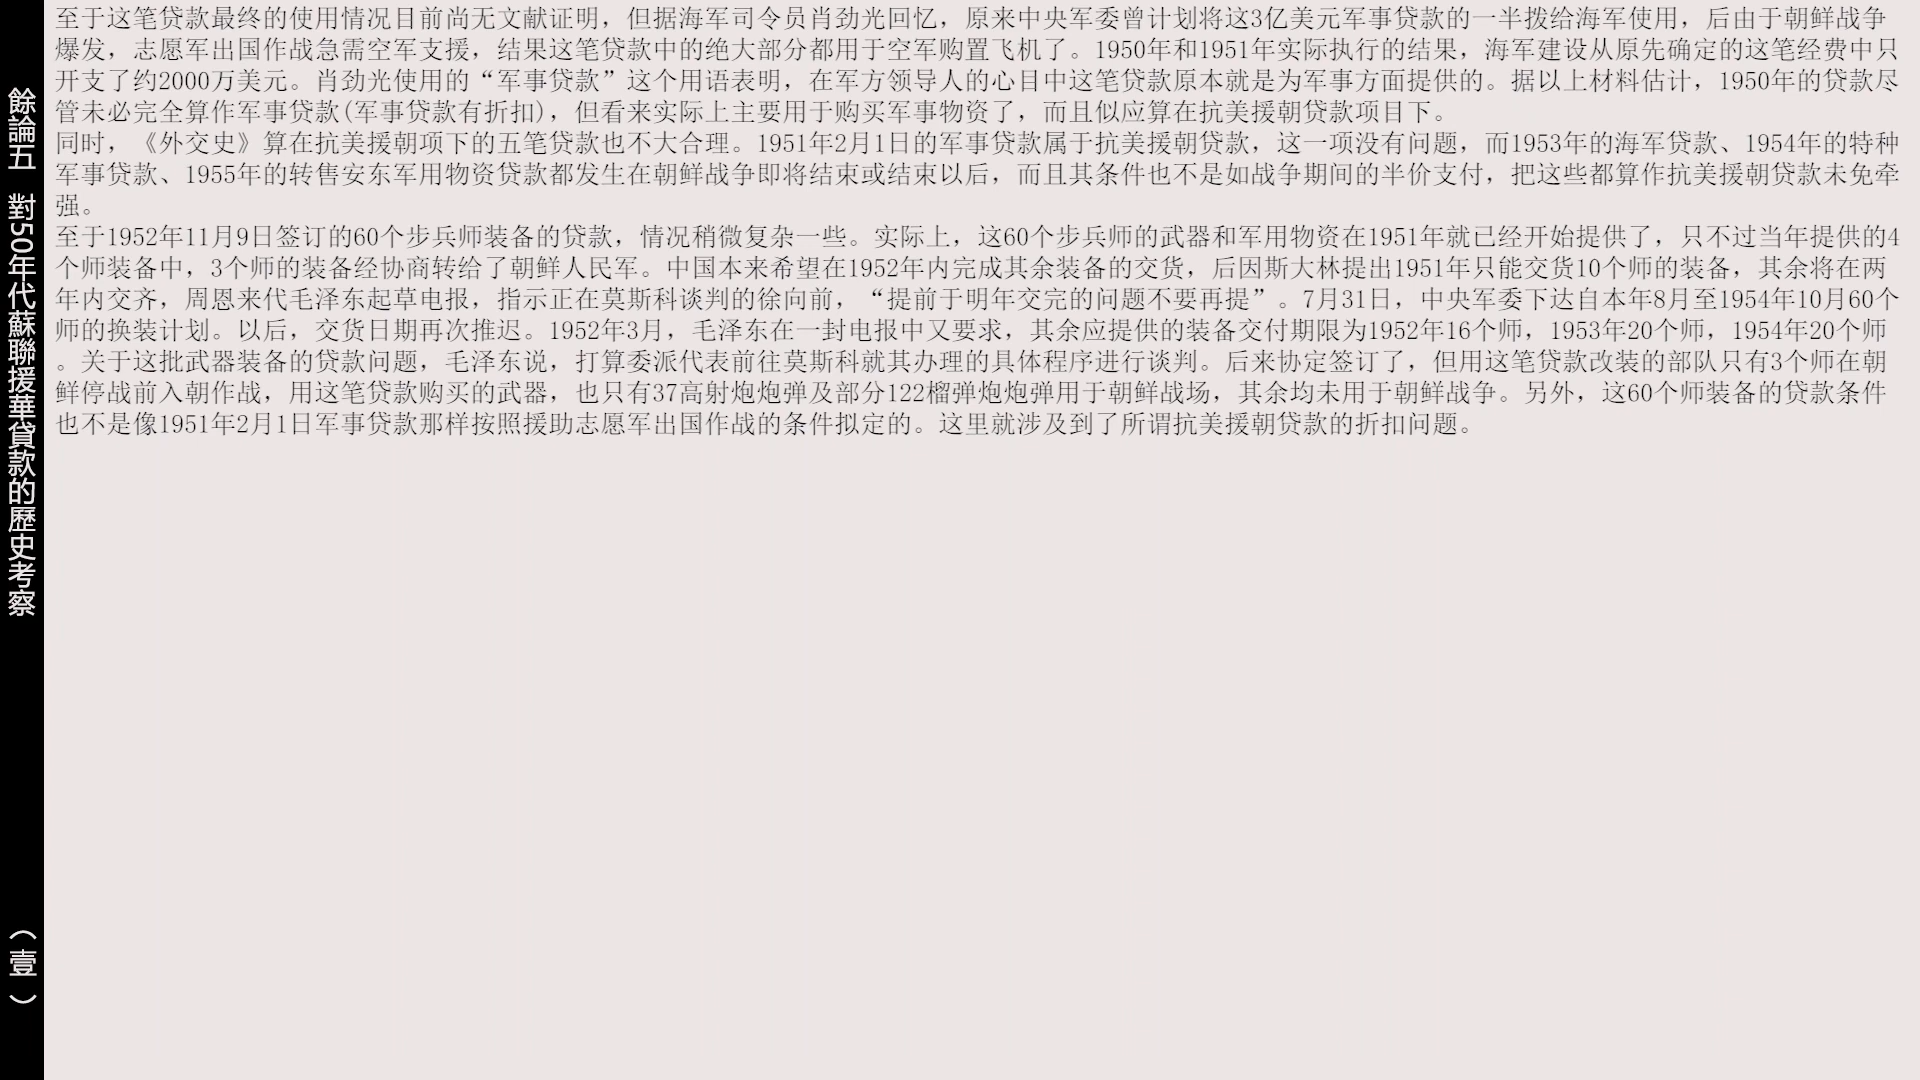 餘論五 對50年代蘇聯援華貸款的歷史考察
（壹）
至于这笔贷款最终的使用情况目前尚无文献证明，但据海军司令员肖劲光回忆，原来中央军委曾计划将这3亿美元军事贷款的一半拨给海军使用，后由于朝鲜战争
爆发，志愿军出国作战急需空军支援，结果这笔贷款中的绝大部分都用于空军购置飞机了。1950年和1951年实际执行的结果，海军建设从原先确定的这笔经费中只
开支了约2000万美元。肖劲光使用的“军事贷款”这个用语表明，在军方领导人的心目中这笔贷款原本就是为军事方面提供的。据以上材料估计，1950年的贷款尽
管未必完全算作军事贷款(军事贷款有折扣)，但看来实际上主要用于购买军事物资了，而且似应算在抗美援朝贷款项目下。
同时，《外交史》算在抗美援朝项下的五笔贷款也不大合理。1951年2月1日的军事贷款属于抗美援朝贷款，这一项没有问题，而1953年的海军贷款、1954年的特种
军事贷款、1955年的转售安东军用物资贷款都发生在朝鲜战争即将结束或结束以后，而且其条件也不是如战争期间的半价支付，把这些都算作抗美援朝贷款未免牵
强。
至于1952年11月9日签订的60个步兵师装备的贷款，情况稍微复杂一些。实际上，这60个步兵师的武器和军用物资在1951年就已经开始提供了，只不过当年提供的4
个师装备中，3个师的装备经协商转给了朝鲜人民军。中国本来希望在1952年内完成其余装备的交货，后因斯大林提出1951年只能交货10个师的装备，其余将在两
年内交齐，周恩来代毛泽东起草电报，指示正在莫斯科谈判的徐向前，“提前于明年交完的问题不要再提”。7月31日，中央军委下达自本年8月至1954年10月60个
师的换装计划。以后，交货日期再次推迟。1952年3月，毛泽东在一封电报中又要求，其余应提供的装备交付期限为1952年16个师，1953年20个师，1954年20个师
。关于这批武器装备的贷款问题，毛泽东说，打算委派代表前往莫斯科就其办理的具体程序进行谈判。后来协定签订了，但用这笔贷款改装的部队只有3个师在朝
鲜停战前入朝作战，用这笔贷款购买的武器，也只有37高射炮炮弹及部分122榴弹炮炮弹用于朝鲜战场，其余均未用于朝鲜战争。另外，这60个师装备的贷款条件
也不是像1951年2月1日军事贷款那样按照援助志愿军出国作战的条件拟定的。这里就涉及到了所谓抗美援朝贷款的折扣问题。